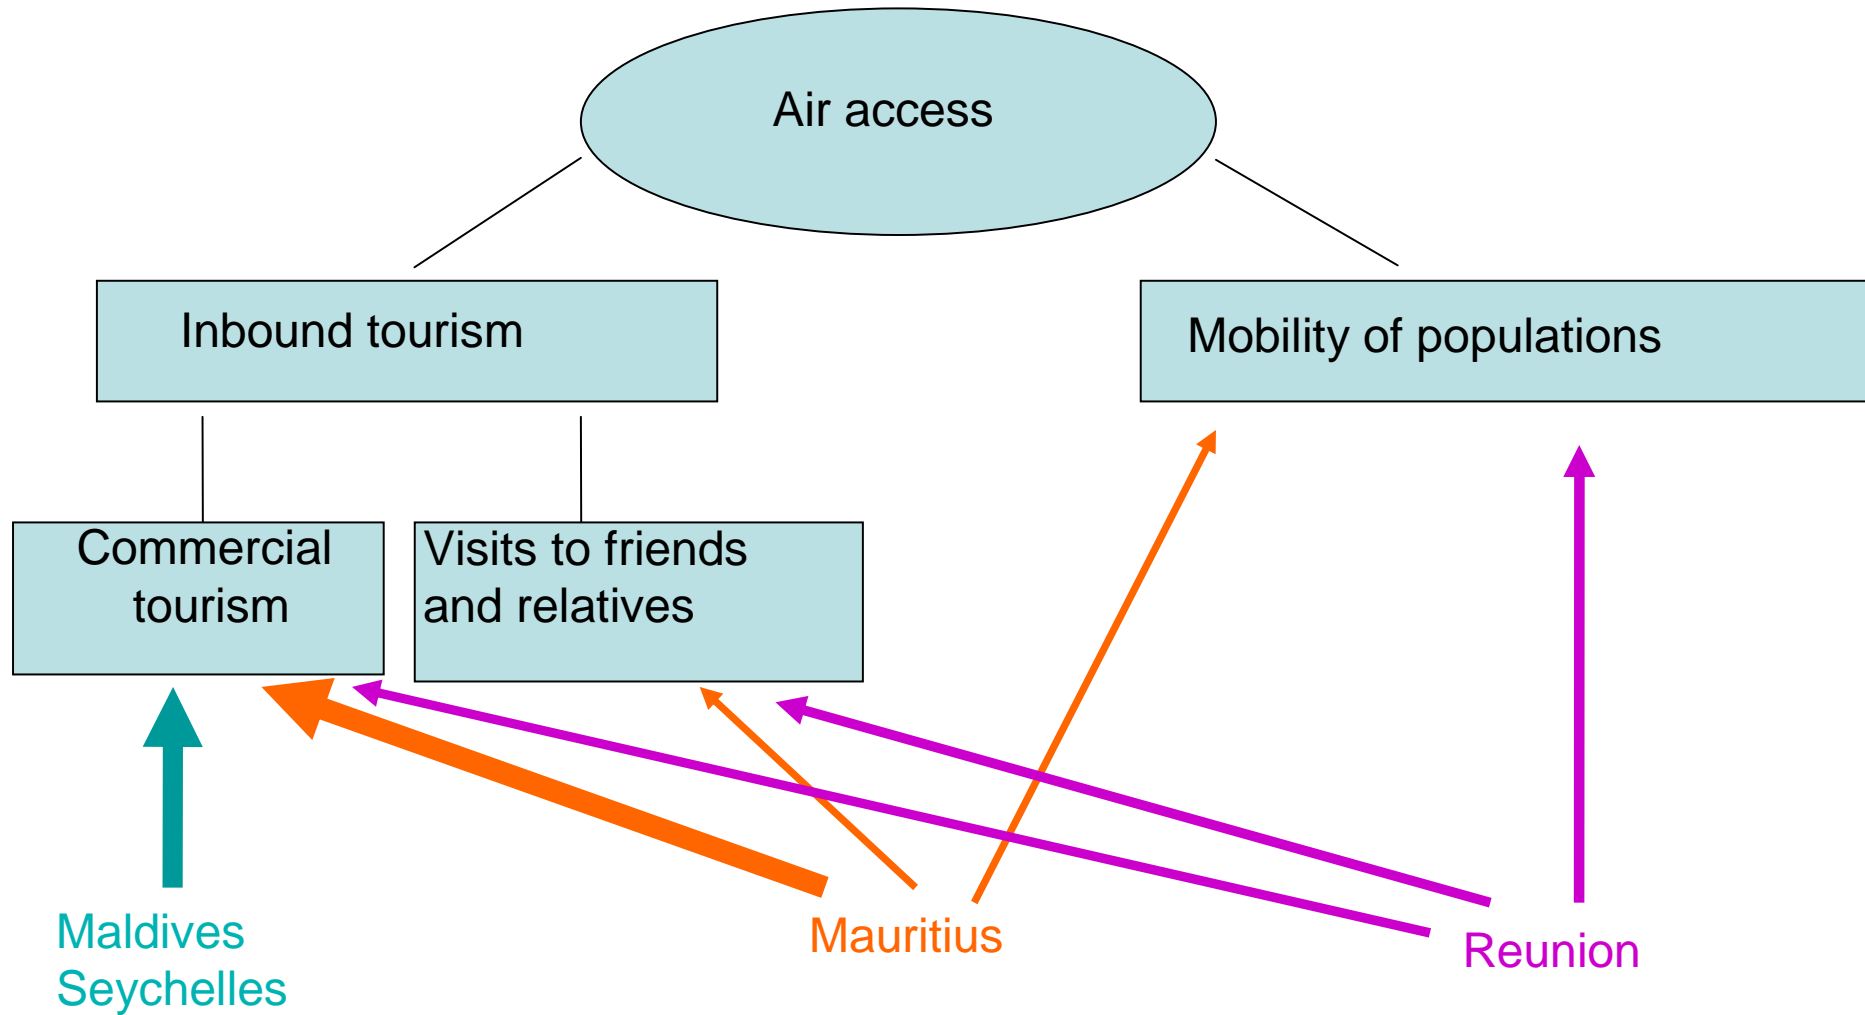 Air access
Inbound tourism
Mobility of populations
Commercial
tourism
Visits to friends
and relatives
Maldives
Seychelles
Mauritius
Reunion